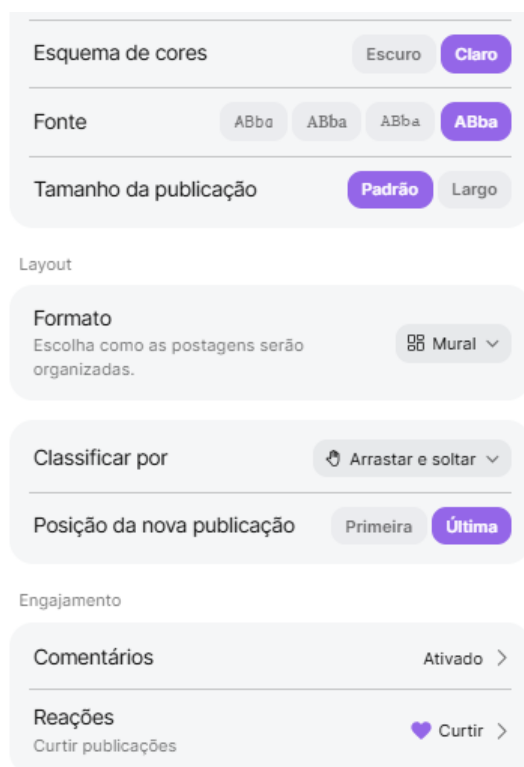 Esquema de cores
Escuro
Claro
Fonte
ABba
ABba
ABba
ABba
Tamanho da publicação
Padrão
Largo
Layout
Formato
Escolha como as postagens serão
organizadas.
Mural
Classificar por
Arrastar e soltar
Posição da nova publicação
Primeira
Última
Engajamento
Comentários
Ativado
Reações
Curtir publicações
Curtir